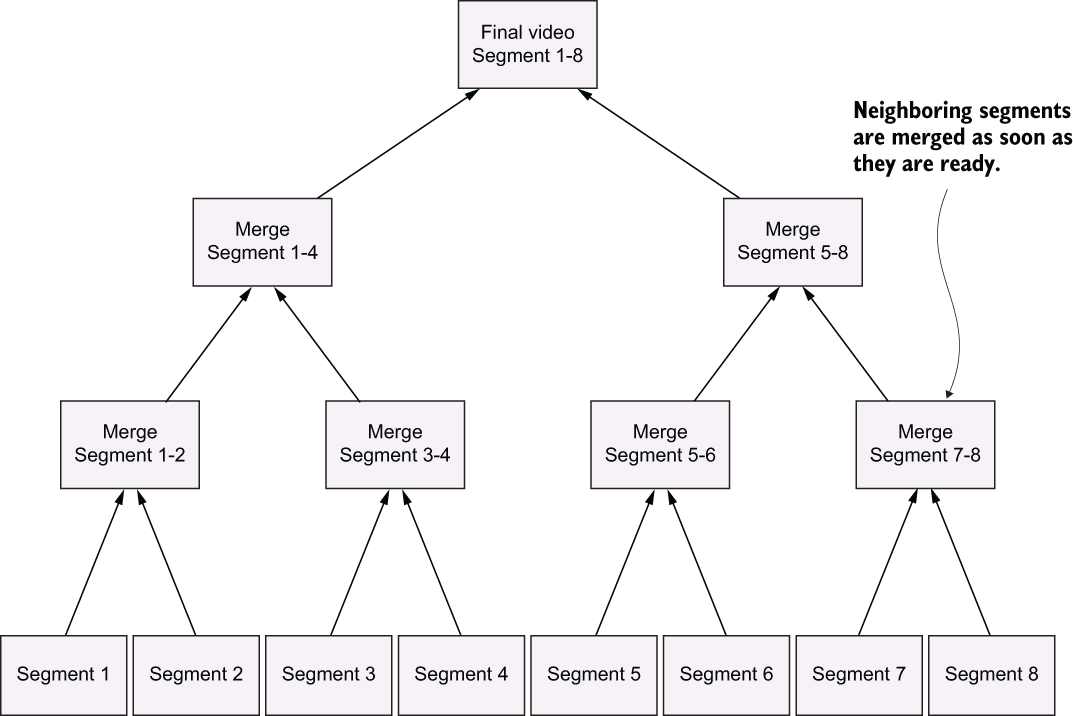 Final video
Segment 1-8
Neighboring segments
are merged as soon as
they are ready.
Merge
Segment 1-4
Merge
Segment 5-8
Merge
Segment 1-2
Merge
Segment 3-4
Merge
Segment 5-6
Merge
Segment 7-8
Segment 1
Segment 2
Segment 3
Segment 4
Segment 5
Segment 6
Segment 7
Segment 8